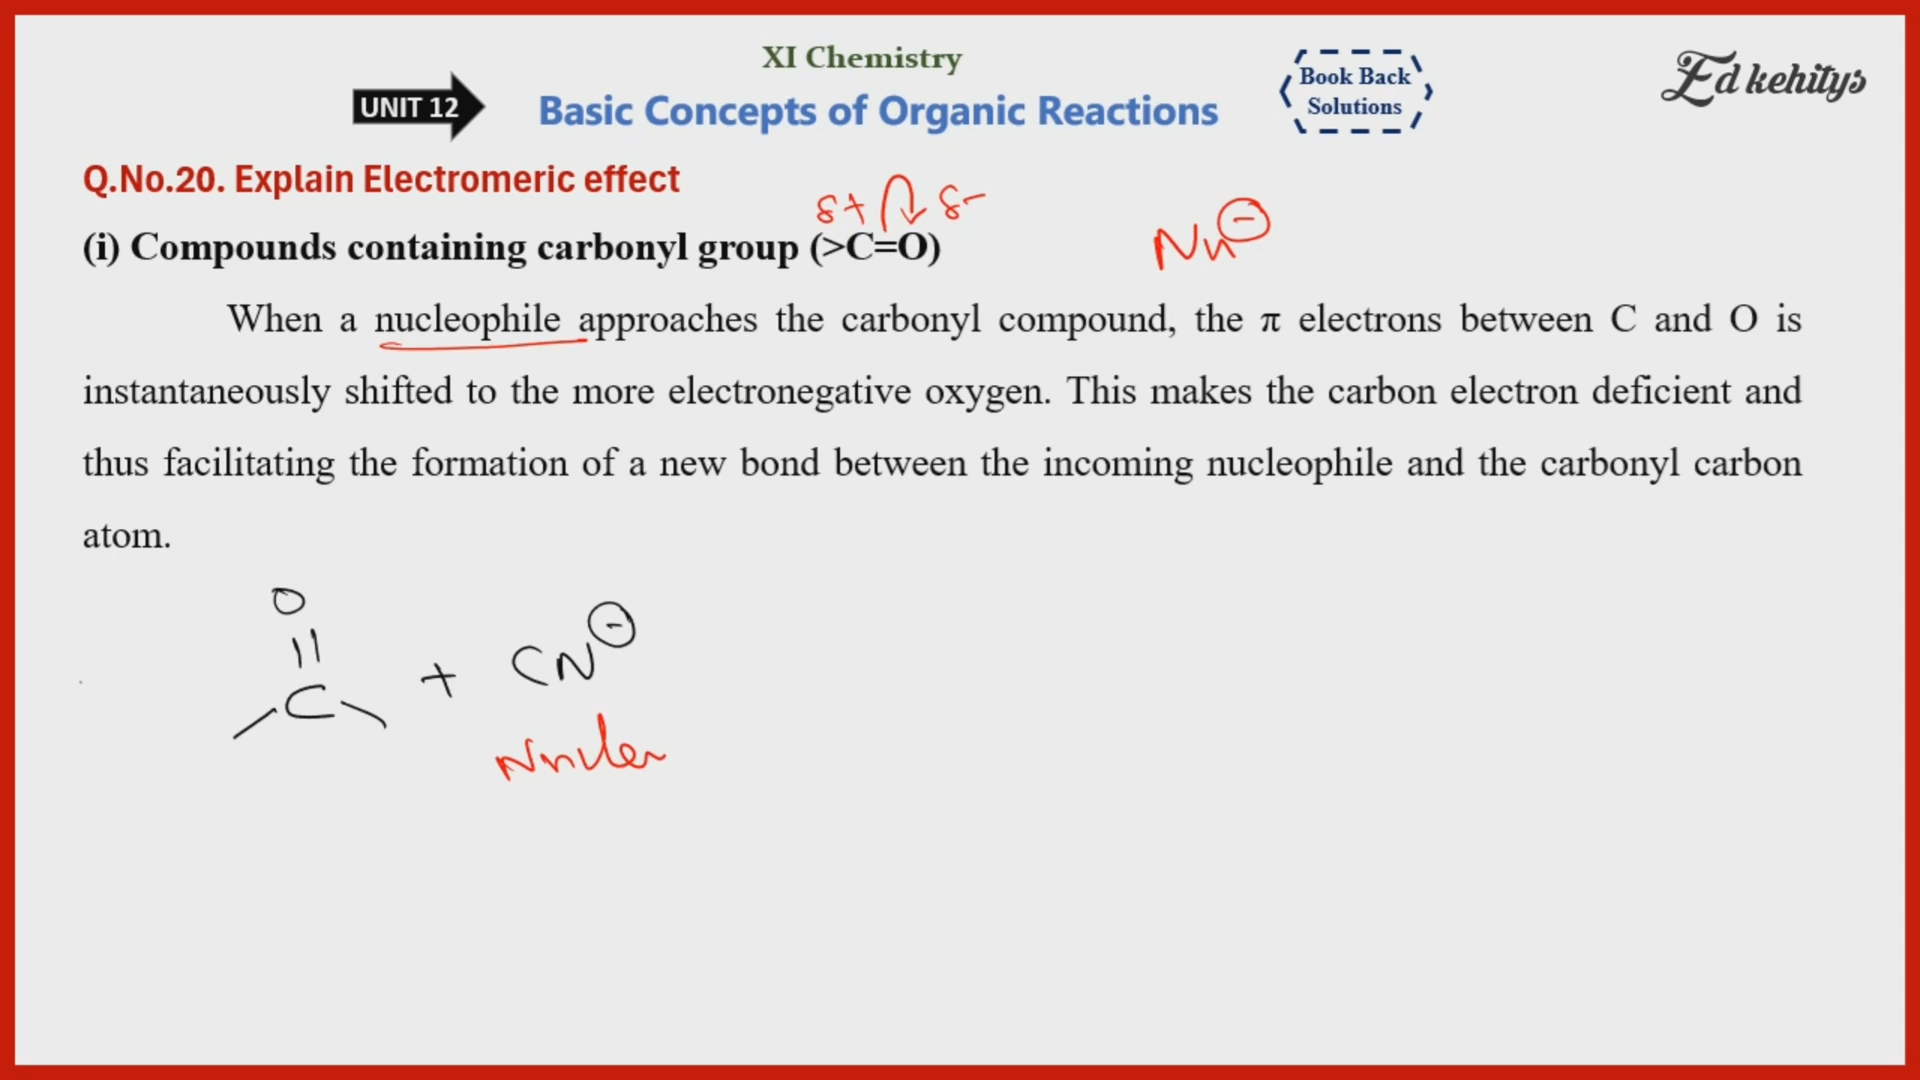 XI Chemistry
UNIT 12
Basic Concepts of Organic Reactions
Book Back
Solutions
Ed kehitys
Q.No.20. Explain Electromeric effect
δ+ δ-
(i) Compounds containing carbonyl group (>C=O)
Nu⊖
When a nucleophile approaches the carbonyl compound, the π electrons between C and O is
instantaneously shifted to the more electronegative oxygen. This makes the carbon electron deficient and
thus facilitating the formation of a new bond between the incoming nucleophile and the carbonyl carbon
atom.
O
C + CN⊖